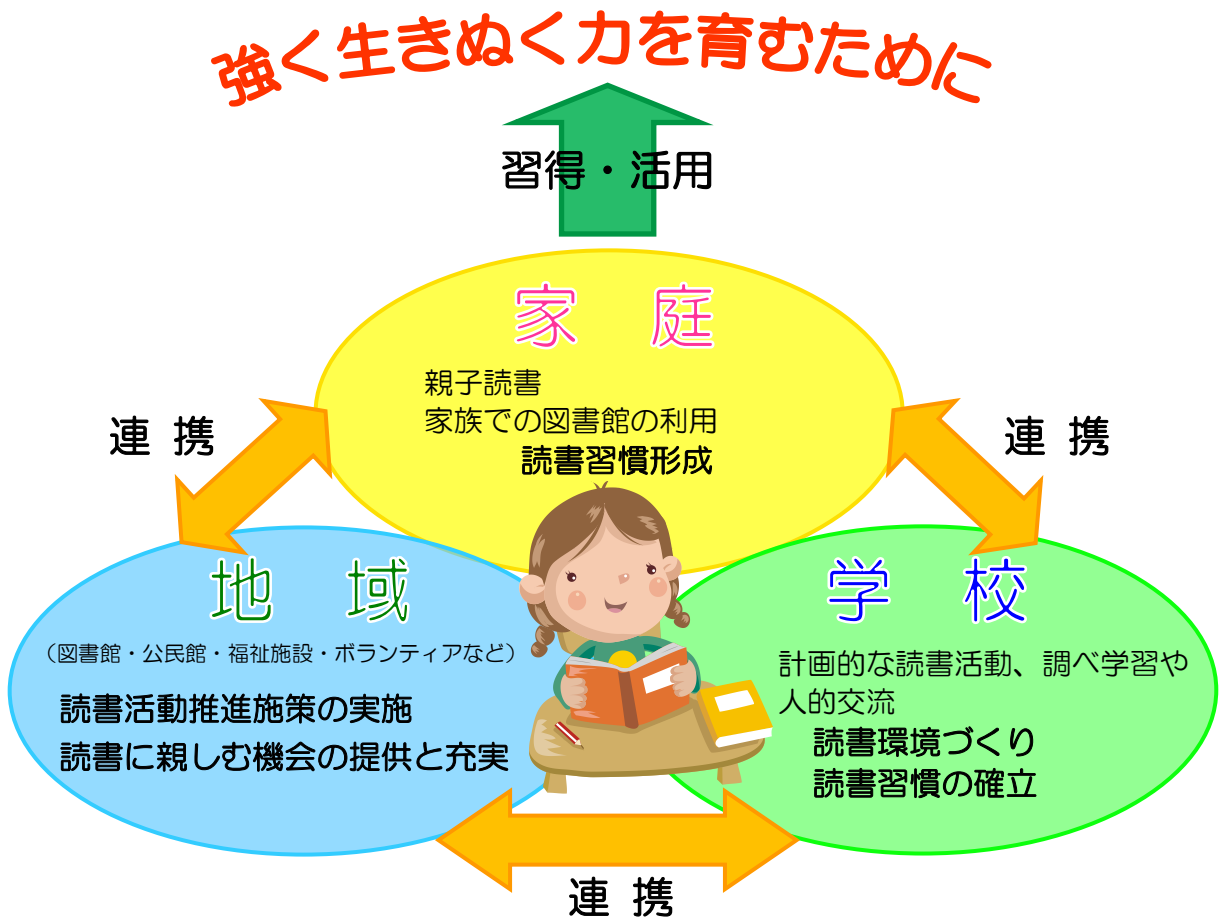 強く生きぬく力を育むために
習得・活用
家庭
親子読書
家族での図書館の利用
読書習慣形成
連携
連携
地域
（図書館・公民館・福祉施設・ボランティアなど）
読書活動推進施策の実施
読書に親しむ機会の提供と充実
学校
計画的な読書活動、調べ学習や
人的交流
読書環境づくり
読書習慣の確立
連携